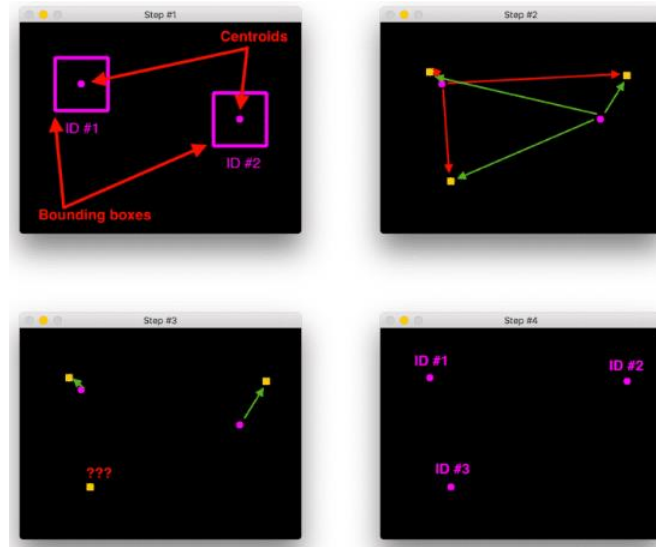 Step #1
Centroids
ID #1
ID #2
Bounding boxes
Step #2
Step #3
???
Step #4
ID #1
ID #2
ID #3